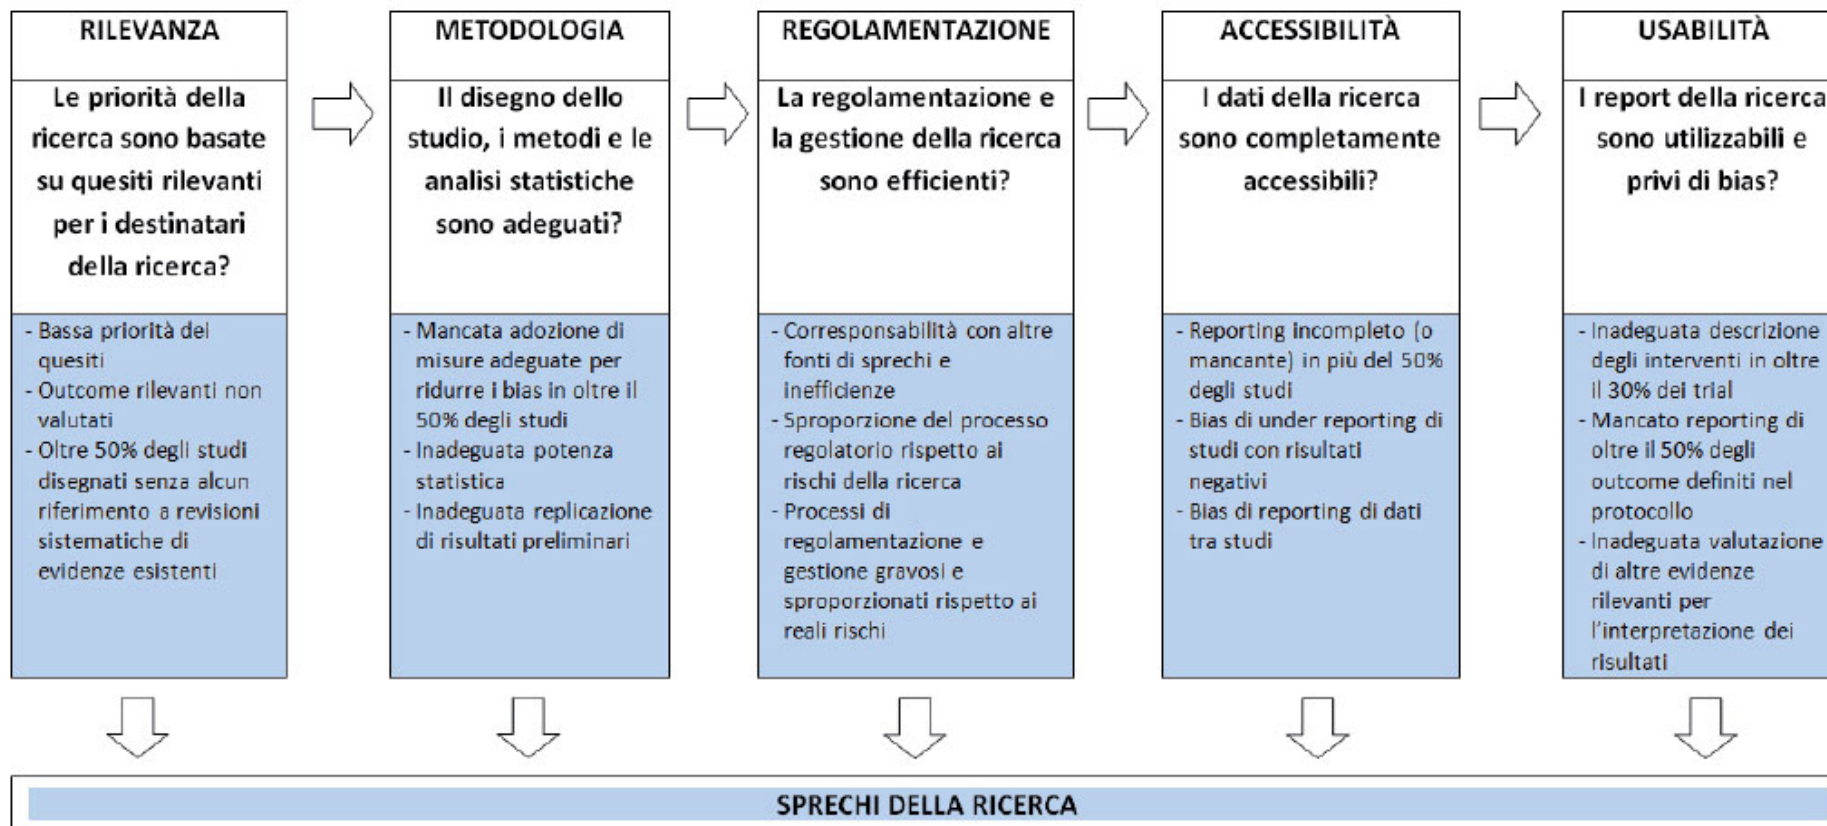 RILEVANZA
Le priorità della
ricerca sono basate
su quesiti rilevanti
per i destinatari
della ricerca?
- Bassa priorità dei
quesiti
- Outcome rilevanti non
valutati
- Oltre 50% degli studi
disegnati senza alcun
riferimento a revisioni
sistematiche di
evidenze esistenti
METODOLOGIA
Il disegno dello
studio, i metodi e le
analisi statistiche
sono adeguati?
- Mancata adozione di
misure adeguate per
ridurre i bias in oltre il
50% degli studi
- Inadeguata potenza
statistica
- Inadeguata replicazione
di risultati preliminari
REGOLAMENTAZIONE
La regolamentazione e
la gestione della ricerca
sono efficienti?
- Corresponsabilità con altre
fonti di sprechi e
inefficienze
- Sproporzione del processo
regolatorio rispetto ai
rischi della ricerca
- Processi di
regolamentazione e
gestione gravosi e
sproporzionati rispetto ai
reali rischi
ACCESSIBILITÀ
I dati della ricerca
sono completamente
accessibili?
- Reporting incompleto (o
mancante) in più del 50%
degli studi
- Bias di under reporting di
studi con risultati
negativi
- Bias di reporting di dati
tra studi
USABILITÀ
I report della ricerca
sono utilizzabili e
privi di bias?
- Inadeguata descrizione
degli interventi in oltre
il 30% dei trial
- Mancato reporting di
oltre il 50% degli
outcome definiti nel
protocollo
- Inadeguata valutazione
di altre evidenze
rilevanti per
l'interpretazione dei
risultati
SPRECHI DELLA RICERCA